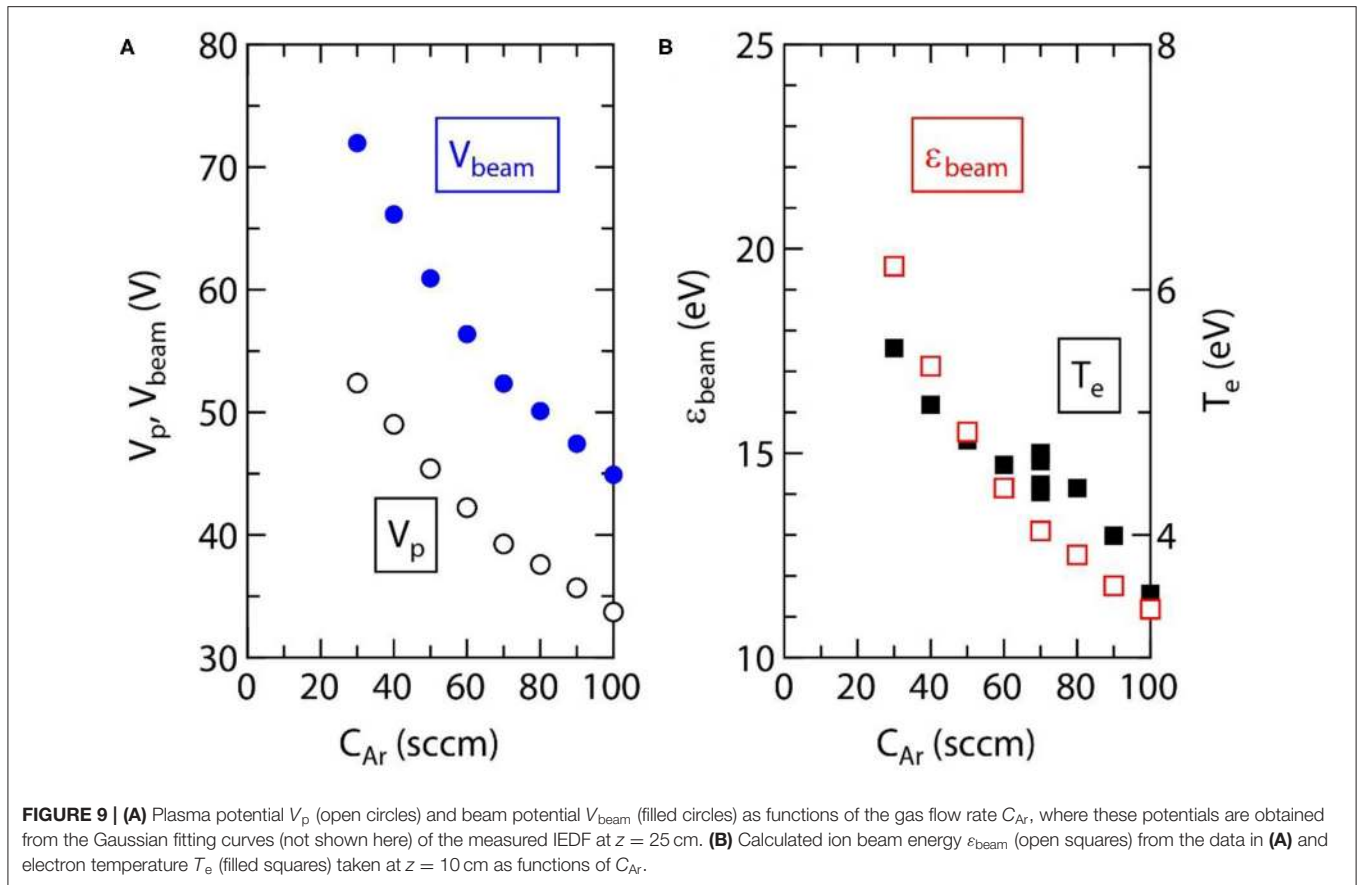 A
80
70
60
50
40
30
0 20 40 60 80 100
V_p, V_beam (V)
C_Ar (sccm)
V_beam
V_p
B
25
20
15
10
0 20 40 60 80 100
8
6
4
ε_beam (eV)
T_e (eV)
C_Ar (sccm)
ε_beam
T_e
FIGURE 9 | (A) Plasma potential V_p (open circles) and beam potential V_beam (filled circles) as functions of the gas flow rate C_Ar, where these potentials are obtained
from the Gaussian fitting curves (not shown here) of the measured IEDF at z = 25 cm. (B) Calculated ion beam energy ε_beam (open squares) from the data in (A) and
electron temperature T_e (filled squares) taken at z = 10 cm as functions of C_Ar.